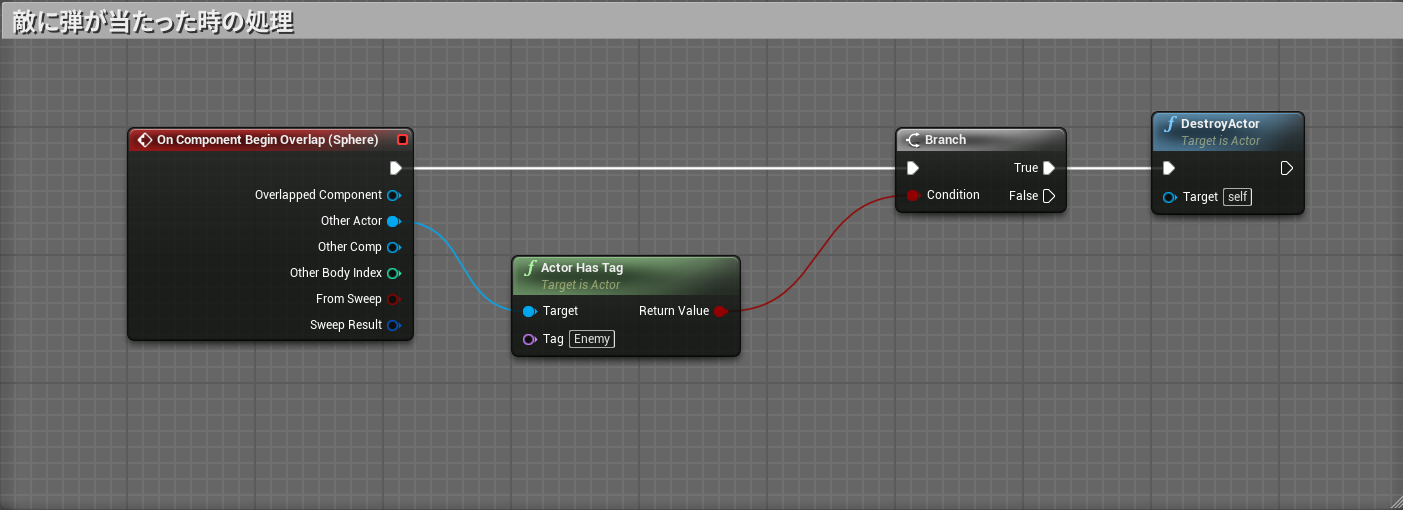 敵に弾が当たった時の処理
On Component Begin Overlap (Sphere)
Overlapped Component
Other Actor
Other Comp
Other Body Index
From Sweep
Sweep Result
f Actor Has Tag
Target is Actor
Target
Return Value
Tag Enemy
Branch
True
Condition
False
f DestroyActor
Target is Actor
Target self